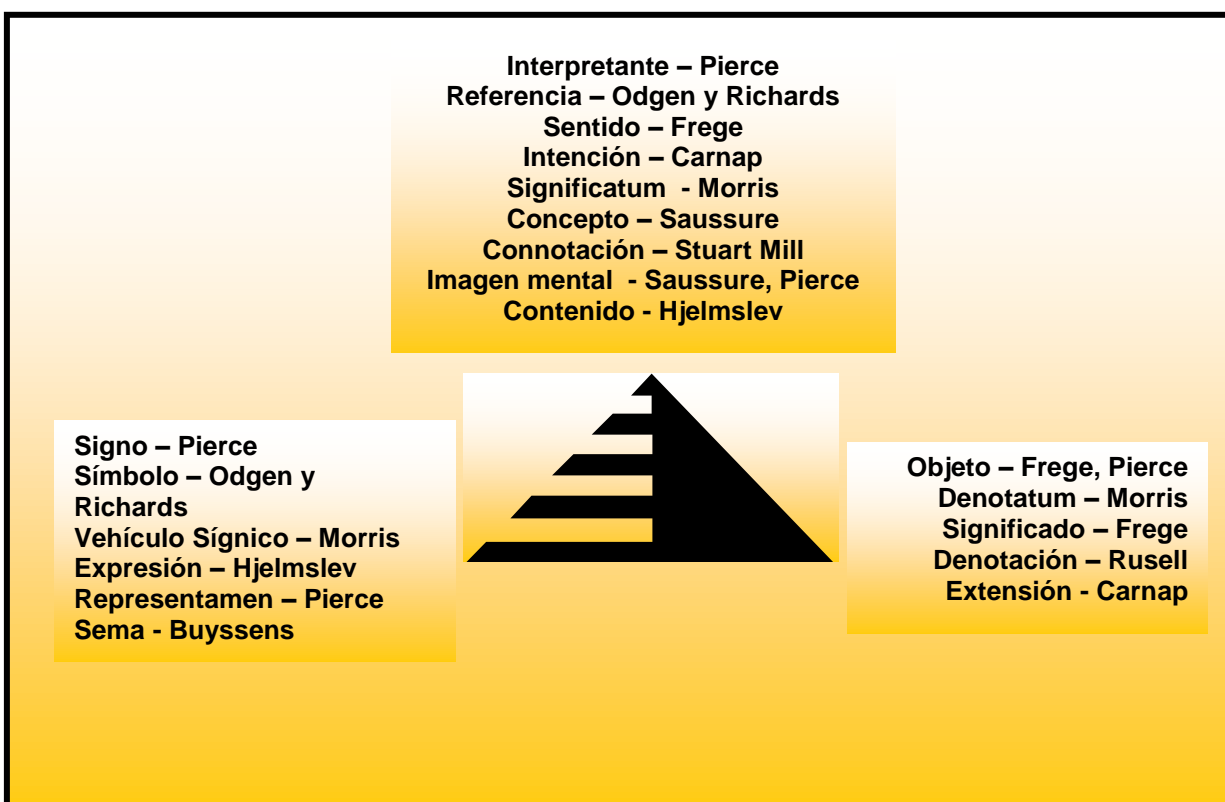 Interpretante – Pierce
Referencia – Odgen y Richards
Sentido – Frege
Intención – Carnap
Significatum - Morris
Concepto – Saussure
Connotación – Stuart Mill
Imagen mental - Saussure, Pierce
Contenido - Hjelmslev
Signo – Pierce
Símbolo – Odgen y
Richards
Vehículo Sígnico – Morris
Expresión – Hjelmslev
Representamen – Pierce
Sema - Buyssens
Objeto – Frege, Pierce
Denotatum – Morris
Significado – Frege
Denotación – Rusell
Extensión - Carnap